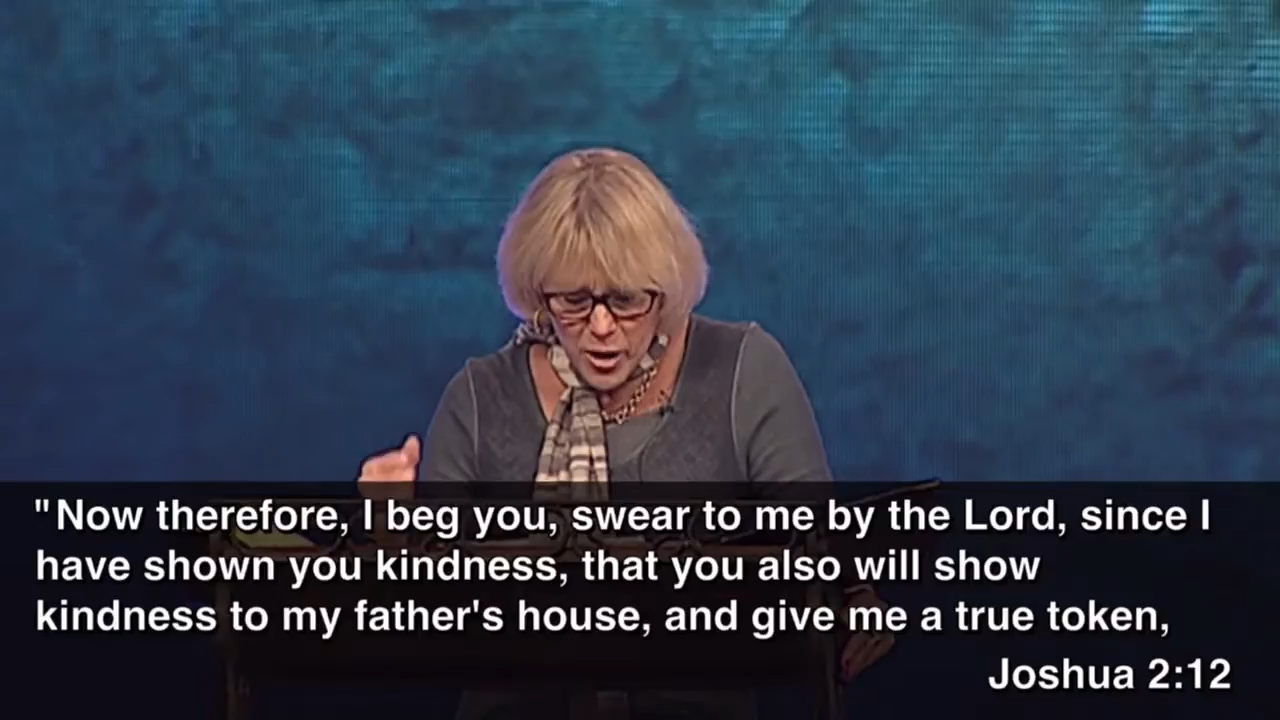 "Now therefore, I beg you, swear to me by the Lord, since I
have shown you kindness, that you also will show
kindness to my father's house, and give me a true token,
Joshua 2:12